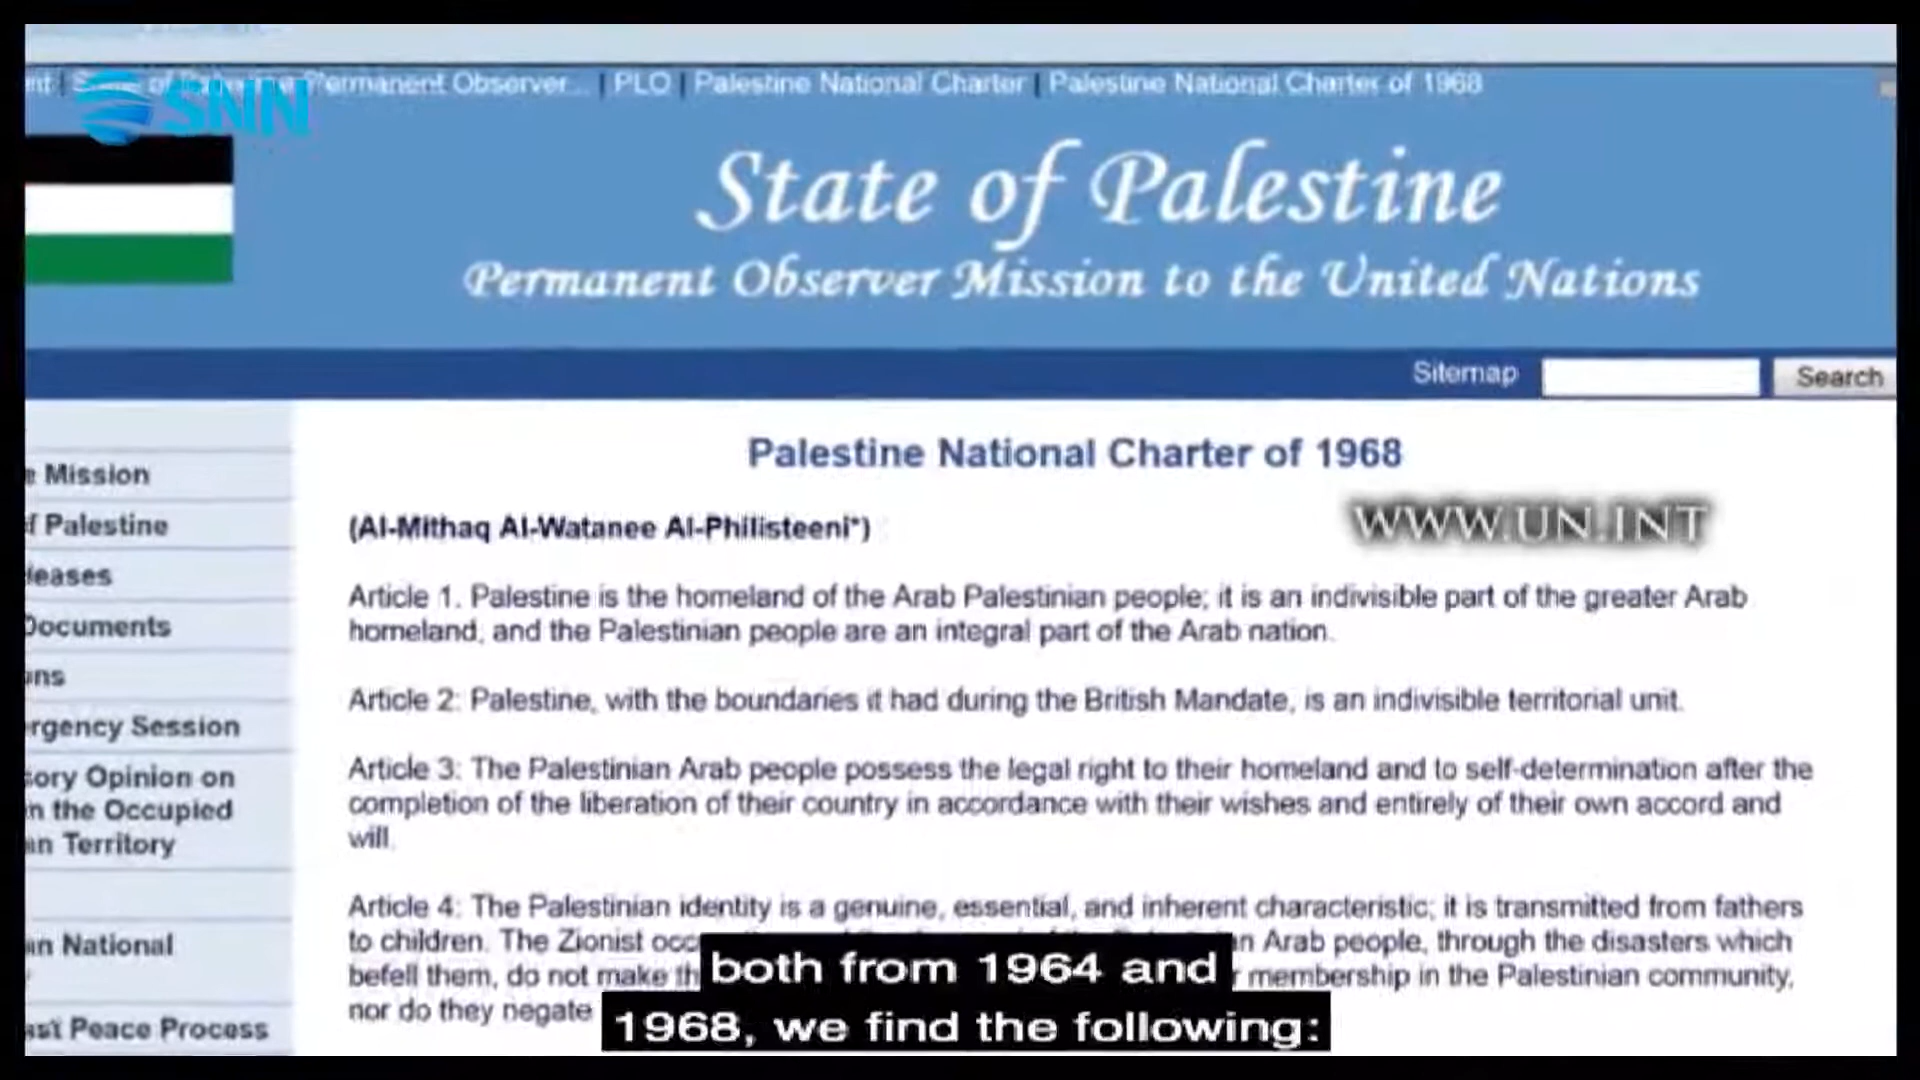 Permanent Observer... | PLO | Palestine National Charter | Palestine National Charter of 1968
SNN
State of Palestine
Permanent Observer Mission to the United Nations
Sitemap
Search
Palestine National Charter of 1968
(Al-Mithaq Al-Watanee Al-Philisteeni*)
WWW.UN.INT
Article 1. Palestine is the homeland of the Arab Palestinian people; it is an indivisible part of the greater Arab
homeland, and the Palestinian people are an integral part of the Arab nation.
Article 2: Palestine, with the boundaries it had during the British Mandate, is an indivisible territorial unit.
Article 3: The Palestinian Arab people possess the legal right to their homeland and to self-determination after the
completion of the liberation of their country in accordance with their wishes and entirely of their own accord and
will.
Article 4: The Palestinian identity is a genuine, essential, and inherent characteristic; it is transmitted from fathers
to children. The Zionist Arab people, through the disasters which
befell them, do not make membership in the Palestinian community,
nor do they negate
Mission
Palestine
Documents
Session
Opinion on
the Occupied
Territory
National
Peace Process
both from 1964 and
1968, we find the following: